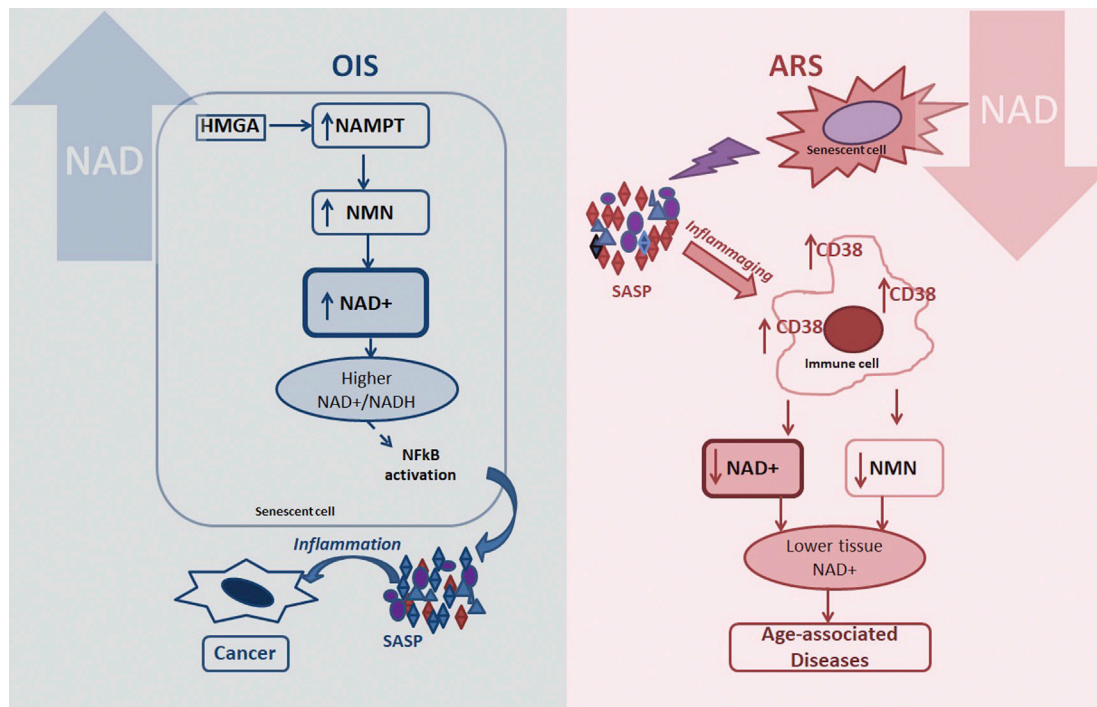 NAD
OIS
HMGA
NAMPT
NMN
NAD+
Higher
NAD+/NADH
NFkB
activation
Senescent cell
Inflammation
SASP
Cancer
ARS
NAD
Senescent cell
SASP
Inflammaging
CD38
CD38
CD38
Immune cell
NAD+
NMN
Lower tissue
NAD+
Age-associated
Diseases